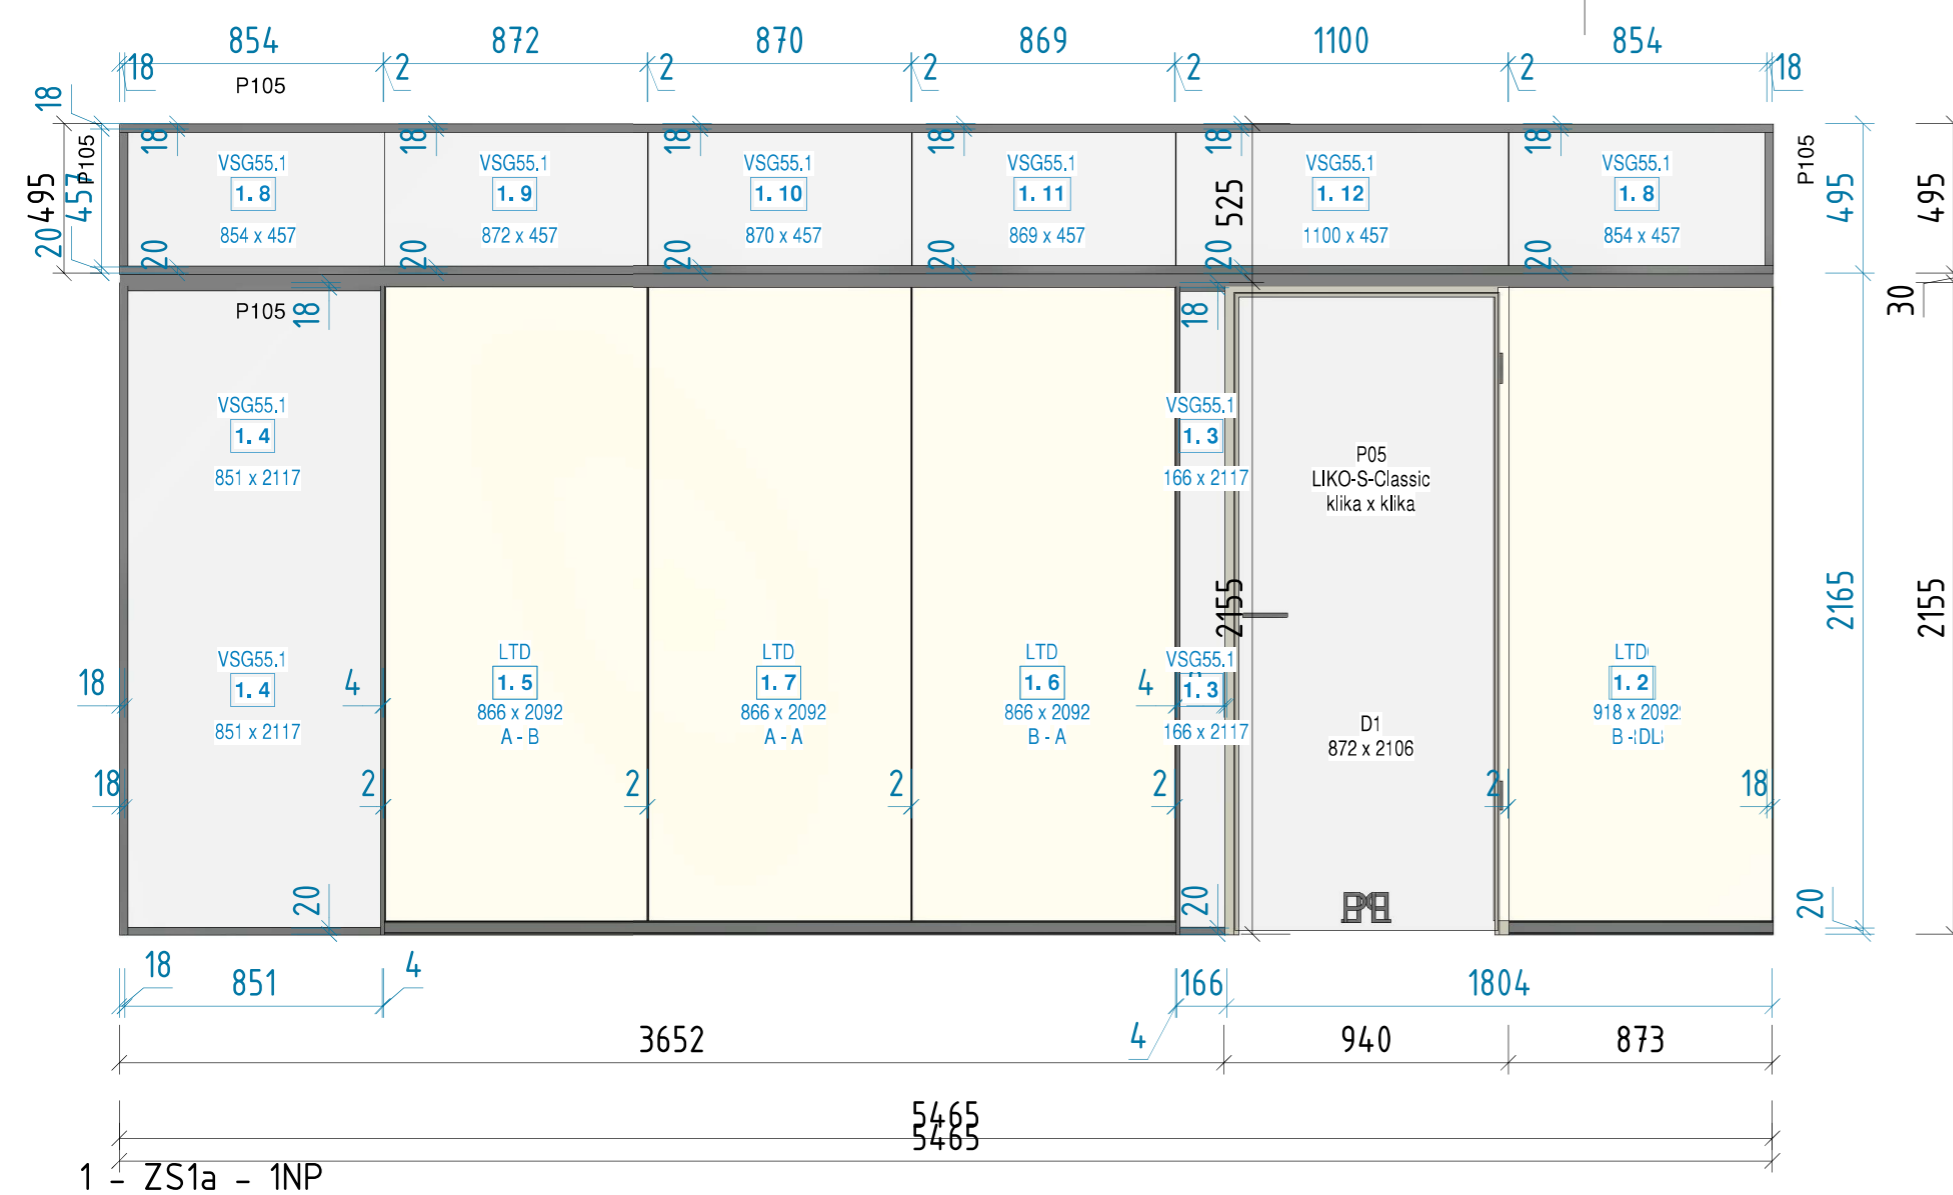 854 872 870 869 1100 854
18 2 2 2 2 2 18
P105
18
P105
P105
495
457
20
18 18 18 18 18 18
VSG55.1 VSG55.1 VSG55.1 VSG55.1 VSG55.1 VSG55.1
1. 8 1. 9 1. 10 1. 11 1. 12 1. 8
854 x 457 872 x 457 870 x 457 869 x 457 1100 x 457 854 x 457
20 20 20 20 20 20
525
495
495
30
P105
18
18
VSG55.1
1. 4
851 x 2117
VSG55.1
1. 3
166 x 2117
P05
LIKO-S-Classic
klika x klika
2155
2165
2155
VSG55.1
1. 4
851 x 2117
LTD
1. 5
866 x 2092
A - B
LTD
1. 7
866 x 2092
A - A
LTD
1. 6
866 x 2092
B - A
VSG55.1
1. 3
166 x 2117
D1
872 x 2106
LTD
1. 2
918 x 2092
18 4 4
18 2 2 2 2 2 18
20 20 20
18 851 4 166 1804
4
3652 940 873
5465
5465
1 - ZS1a - 1NP